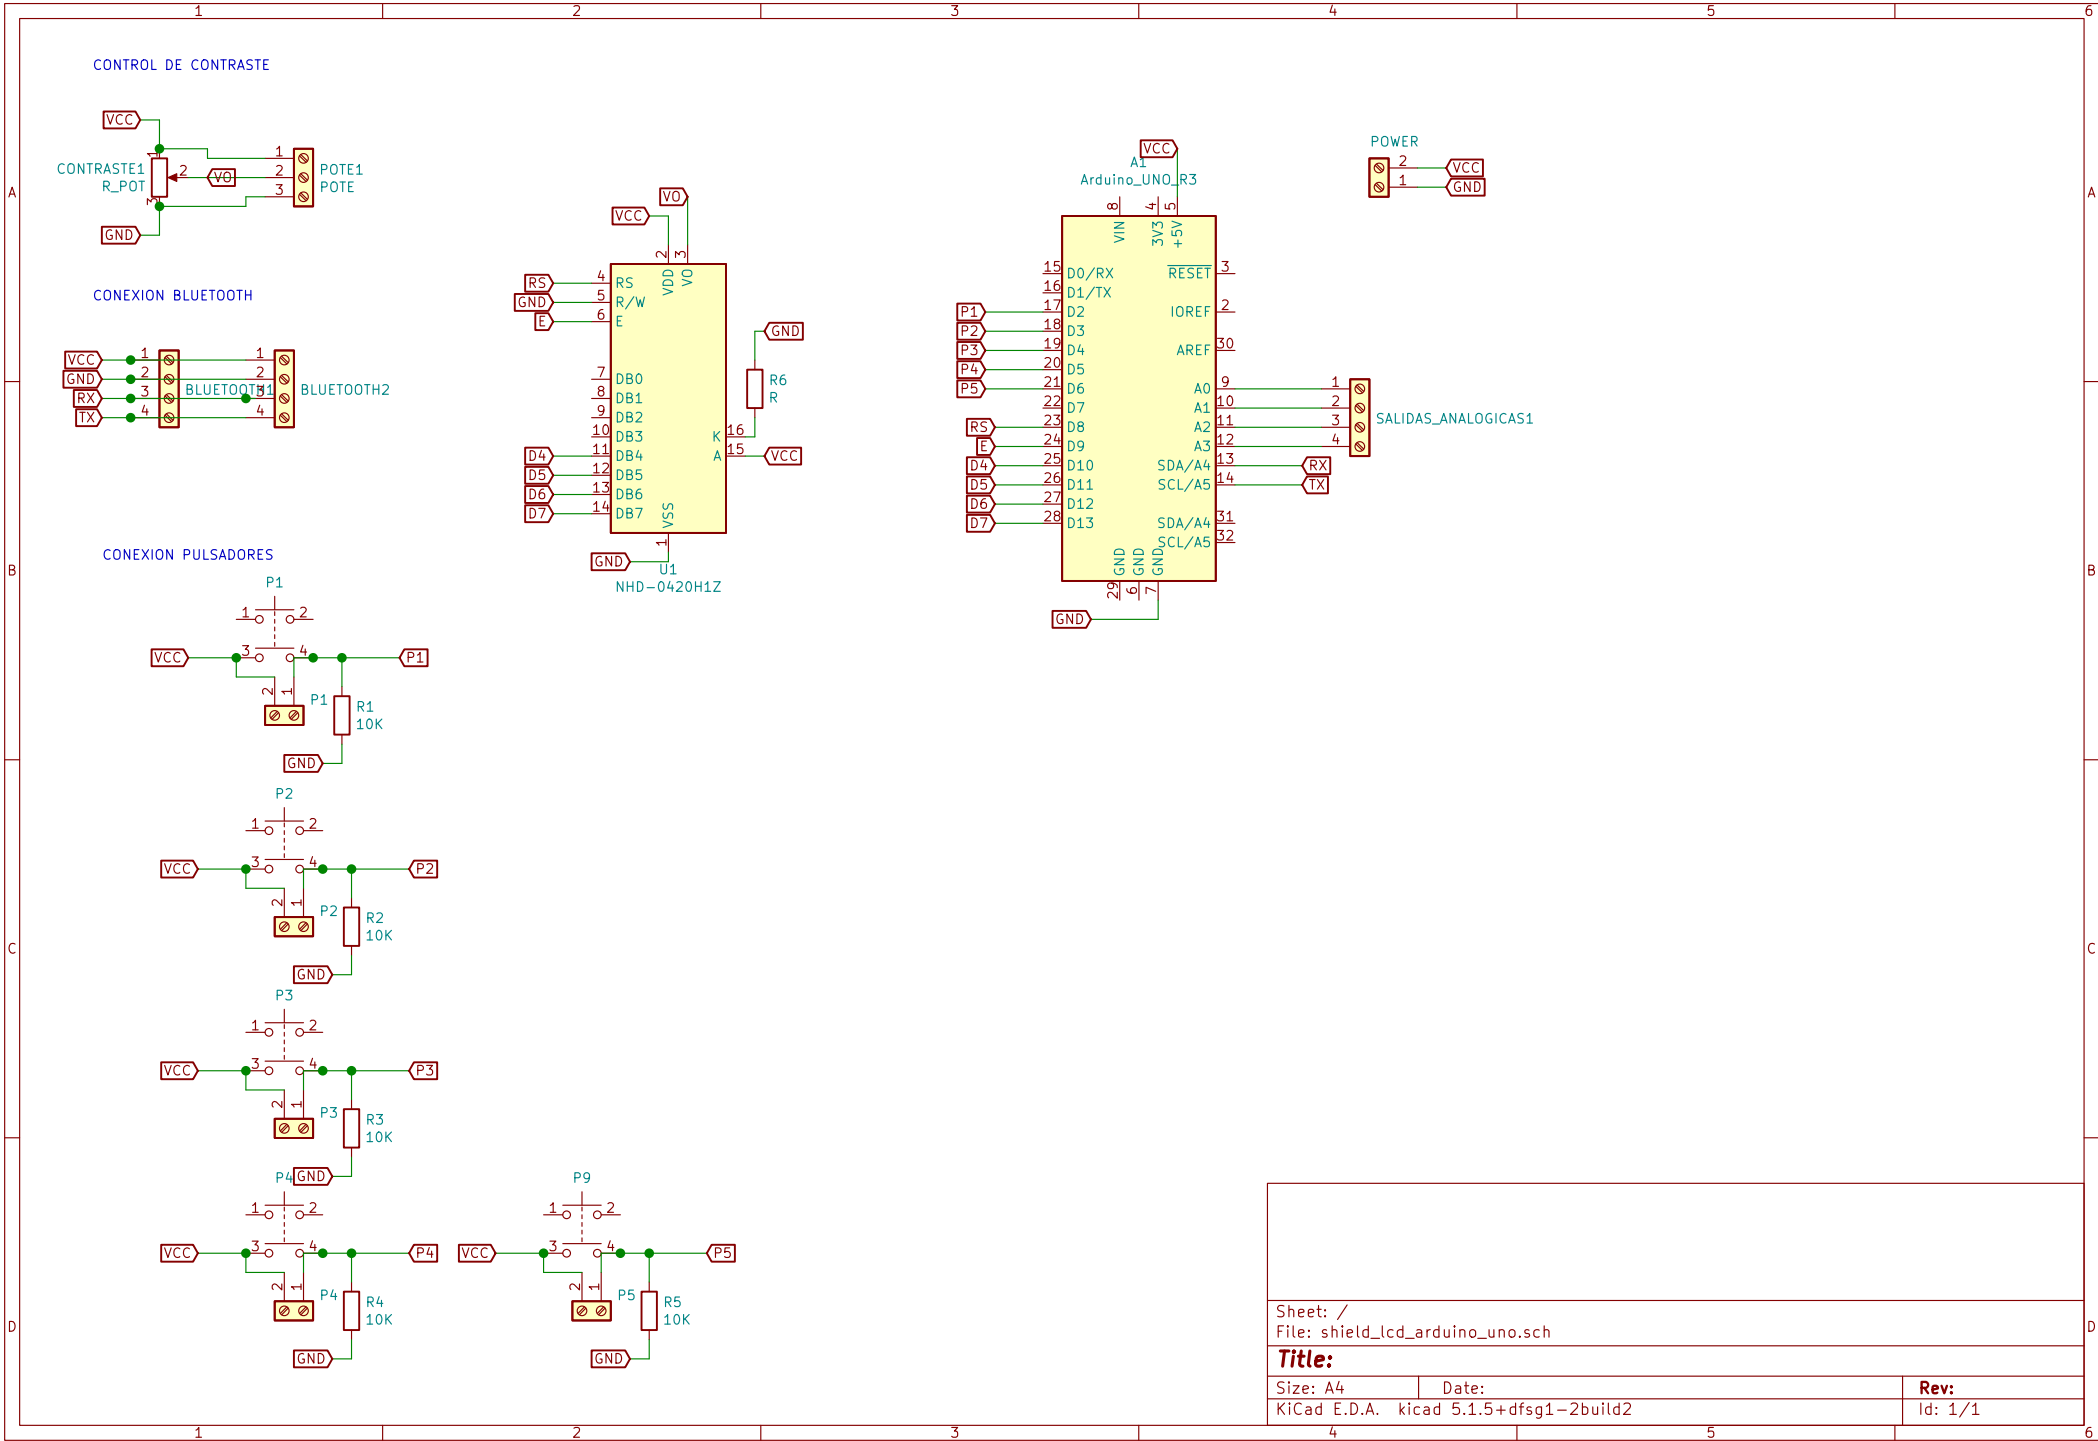 1 2 3 4 5 6
A
B
C
D
A
B
C
D
CONTROL DE CONTRASTE
VCC
1
CONTRASTE1
R_POT
2
3
VO
1
2
3
POTE1
POTE
GND
CONEXION BLUETOOTH
VCC
GND
RX
TX
1
2
3
4
BLUETOOTH1
1
2
3
4
BLUETOOTH2
CONEXION PULSADORES
P1
1 2
VCC
3 4
P1
2 1
P1
R1
10K
GND
P2
1 2
VCC
3 4
P2
2 1
P2
R2
10K
GND
P3
1 2
VCC
3 4
P3
2 1
P3
R3
10K
GND
P4
1 2
VCC
3 4
P4
2 1
P4
R4
10K
GND
P9
1 2
VCC
3 4
P5
2 1
P5
R5
10K
GND
VO
VCC
2 3
VDD VO
RS 4 RS
GND 5 R/W
E 6 E
7 DB0
8 DB1
9 DB2
10 DB3
D4 11 DB4
D5 12 DB5
D6 13 DB6
D7 14 DB7
K 16
A 15 VCC
GND
R6
R
VSS
1
GND
U1
NHD-0420H1Z
VCC
A1
Arduino_UNO_R3
8 4 5
VIN 3V3 +5V
15 D0/RX
16 D1/TX
P1 17 D2
P2 18 D3
P3 19 D4
P4 20 D5
P5 21 D6
22 D7
RS 23 D8
E 24 D9
D4 25 D10
D5 26 D11
D6 27 D12
D7 28 D13
RESET 3
IOREF 2
AREF 30
A0 9 1
A1 10 2
A2 11 3
A3 12 4
SALIDAS_ANALOGICAS1
SDA/A4 13 RX
SCL/A5 14 TX
SDA/A4 31
SCL/A5 32
GND GND GND
29 6 7
GND
POWER
2 VCC
1 GND
Sheet: /
File: shield_lcd_arduino_uno.sch
Title:
Size: A4 Date: Rev:
KiCad E.D.A. kicad 5.1.5+dfsg1-2build2 Id: 1/1
1 2 3 4 5 6